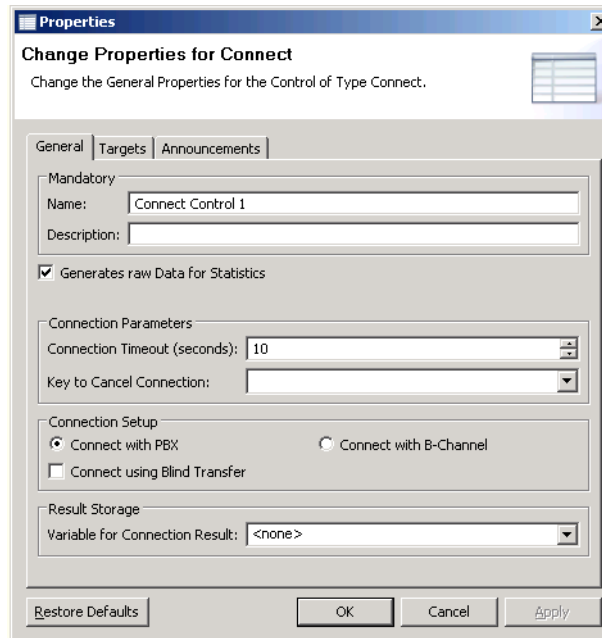 Properties
Change Properties for Connect
Change the General Properties for the Control of Type Connect.
General Targets Announcements
Mandatory
Name: Connect Control 1
Description:
Generates raw Data for Statistics
Connection Parameters
Connection Timeout (seconds): 10
Key to Cancel Connection:
Connection Setup
Connect with PBX Connect with B-Channel
Connect using Blind Transfer
Result Storage
Variable for Connection Result: <none>
Restore Defaults OK Cancel Apply